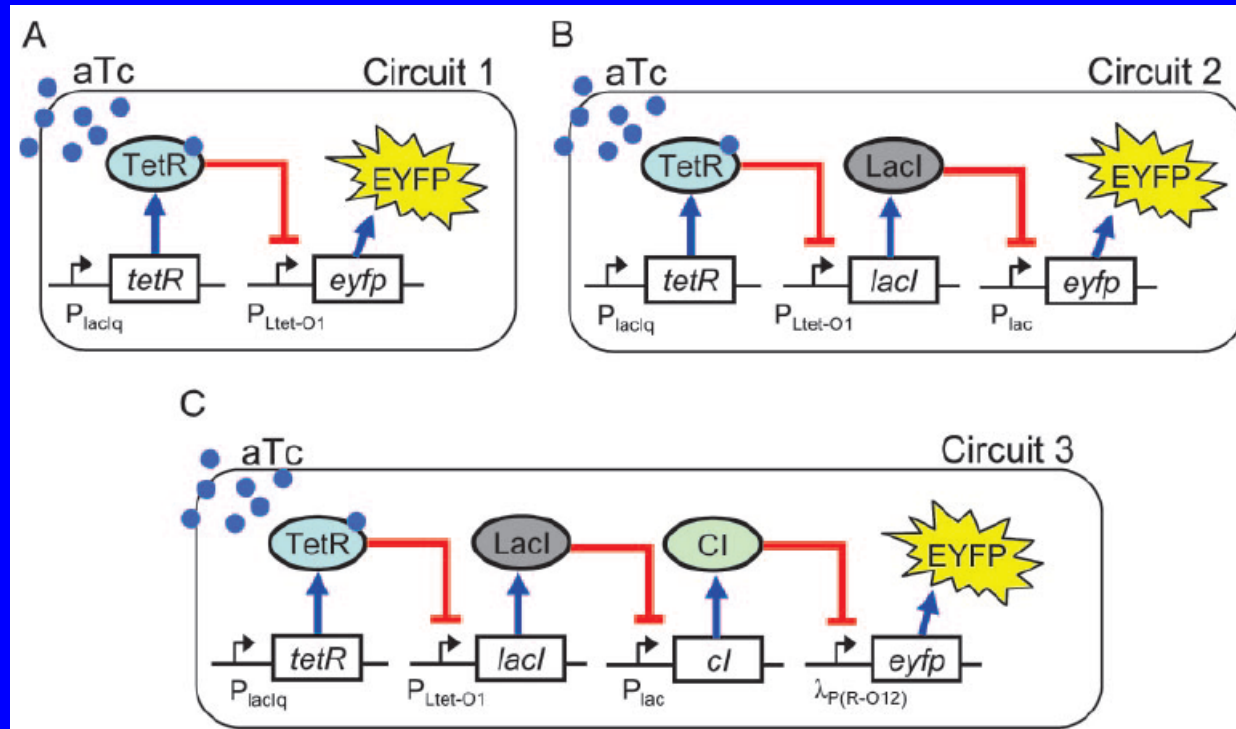 A
aTc
Circuit 1
TetR
EYFP
tetR
eyfp
PlacIq
PLtet-O1
B
aTc
Circuit 2
TetR
LacI
EYFP
tetR
lacI
eyfp
PlacIq
PLtet-O1
Plac
C
aTc
Circuit 3
TetR
LacI
CI
EYFP
tetR
lacI
cI
eyfp
PlacIq
PLtet-O1
Plac
λP(R-O12)